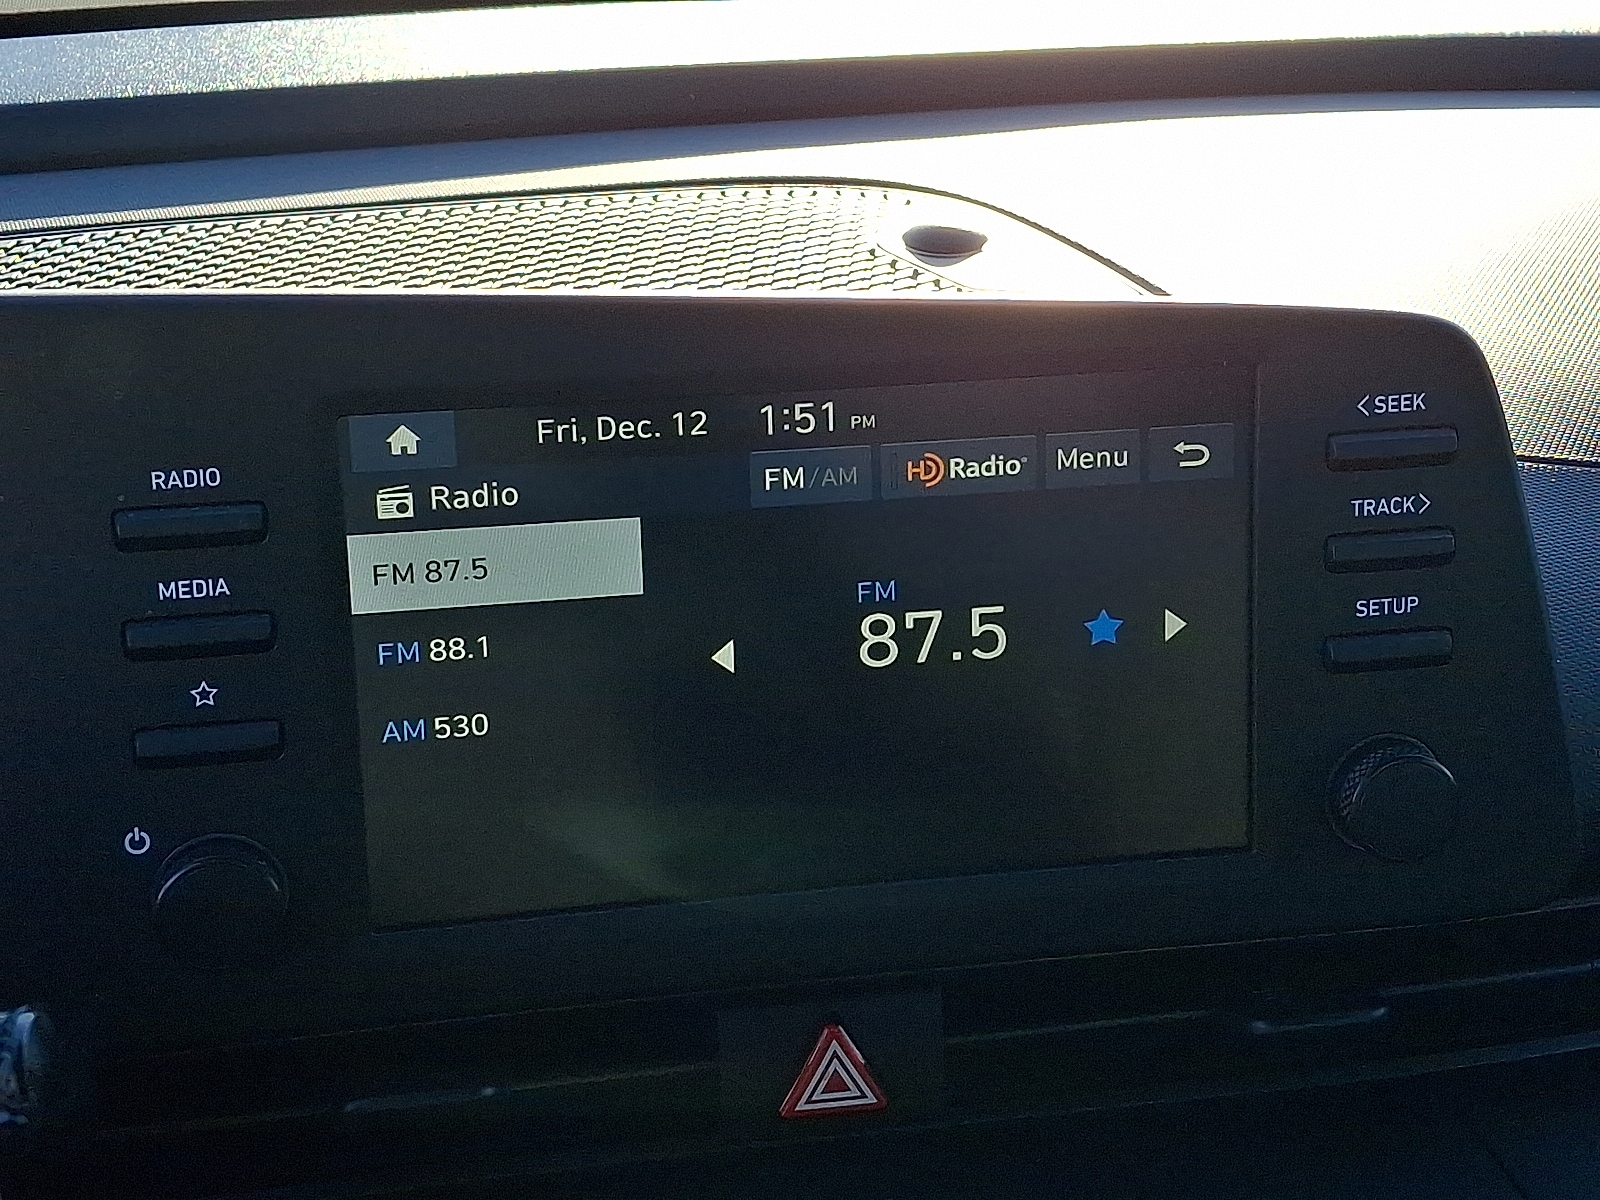 Fri, Dec. 12 1:51 PM
Radio FM/AM HD Radio Menu
FM 87.5
FM 88.1
AM 530
FM
87.5
RADIO
MEDIA
<SEEK
TRACK>
SETUP